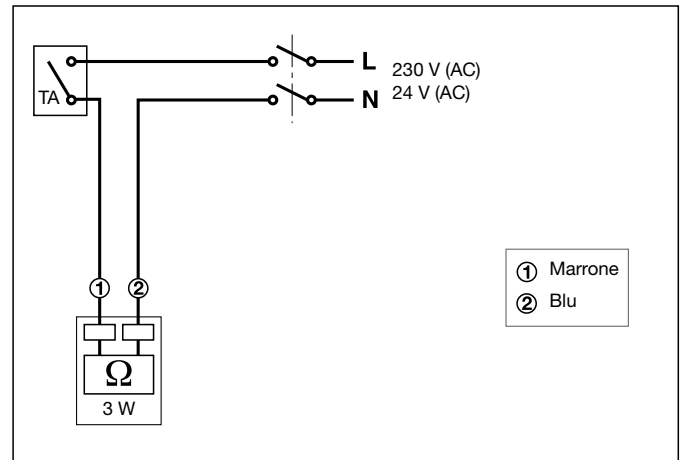 L
230 V (AC)
TA
N
24 V (AC)
1
2
1 Marrone
2 Blu
Ω
3 W